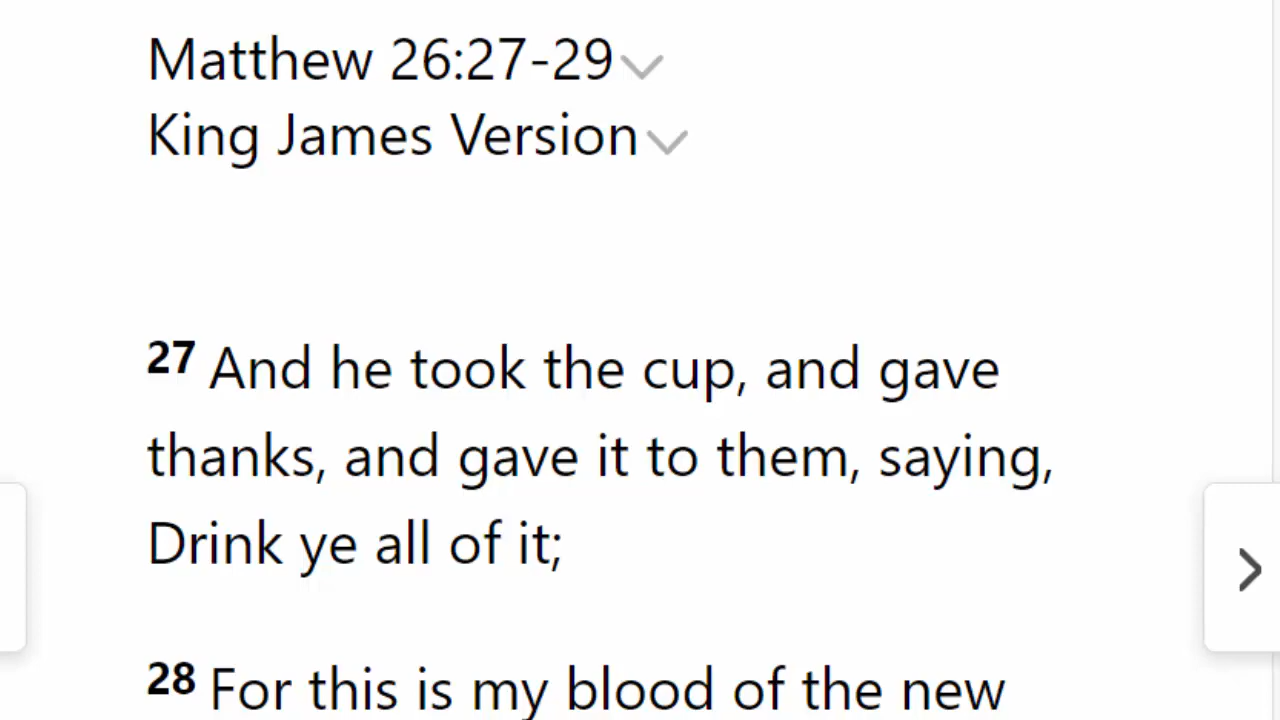 Matthew 26:27-29
King James Version
27 And he took the cup, and gave
thanks, and gave it to them, saying,
Drink ye all of it;
28 For this is my blood of the new